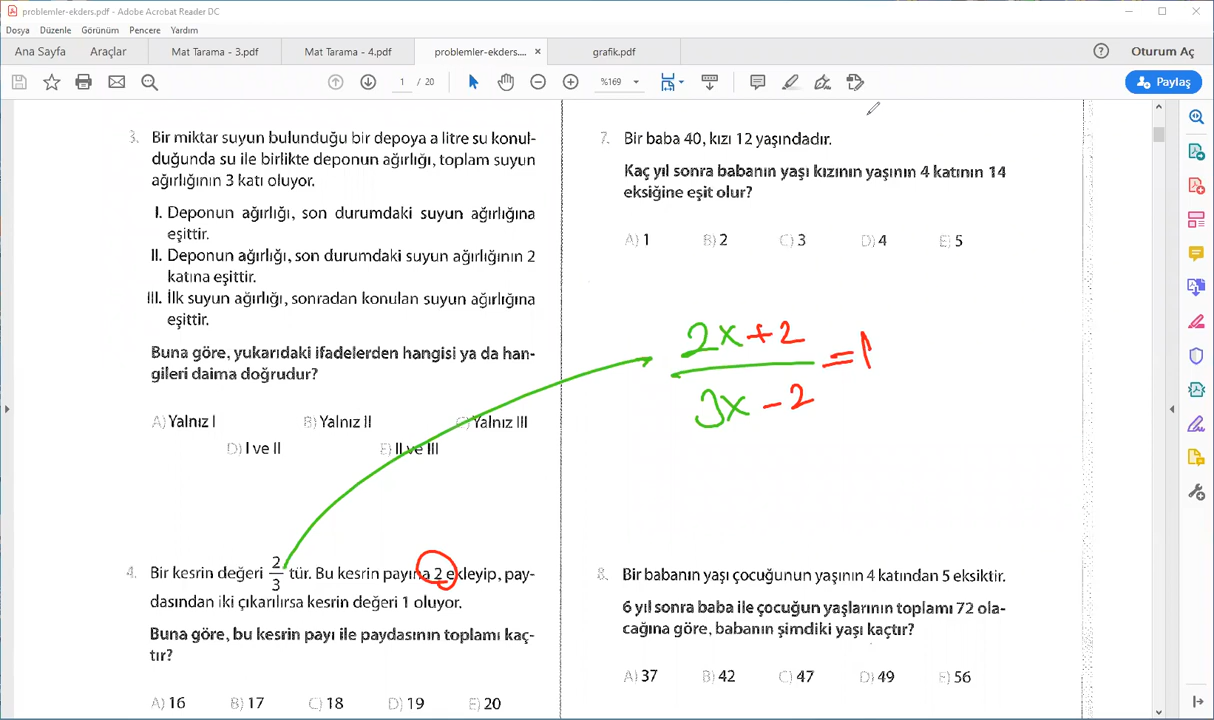 problemler-ekders.pdf - Adobe Acrobat Reader DC
Dosya Düzenle Görünüm Pencere Yardım
Ana Sayfa Araçlar Mat Tarama - 3.pdf Mat Tarama - 4.pdf problemler-ekders.... × grafik.pdf ? Oturum Aç
1 / 20 %169 Paylaş
3. Bir miktar suyun bulunduğu bir depoya a litre su konul-
duğunda su ile birlikte deponun ağırlığı, toplam suyun
ağırlığının 3 katı oluyor.
I. Deponun ağırlığı, son durumdaki suyun ağırlığına
eşittir.
II. Deponun ağırlığı, son durumdaki suyun ağırlığının 2
katına eşittir.
III. İlk suyun ağırlığı, sonradan konulan suyun ağırlığına
eşittir.
Buna göre, yukarıdaki ifadelerden hangisi ya da han-
gileri daima doğrudur?
A) Yalnız I B) Yalnız II C) Yalnız III
D) I ve II E) II ve III
4. Bir kesrin değeri 2/3 tür. Bu kesrin payına 2 ekleyip, pay-
dasından iki çıkarılırsa kesrin değeri 1 oluyor.
Buna göre, bu kesrin payı ile paydasının toplamı kaç-
tır?
A) 16 B) 17 C) 18 D) 19 E) 20
7. Bir baba 40, kızı 12 yaşındadır.
Kaç yıl sonra babanın yaşı kızının yaşının 4 katının 14
eksiğine eşit olur?
A) 1 B) 2 C) 3 D) 4 E) 5
2x+2
= 1
3x-2
8. Bir babanın yaşı çocuğunun yaşının 4 katından 5 eksiktir.
6 yıl sonra baba ile çocuğun yaşlarının toplamı 72 ola-
cağına göre, babanın şimdiki yaşı kaçtır?
A) 37 B) 42 C) 47 D) 49 E) 56